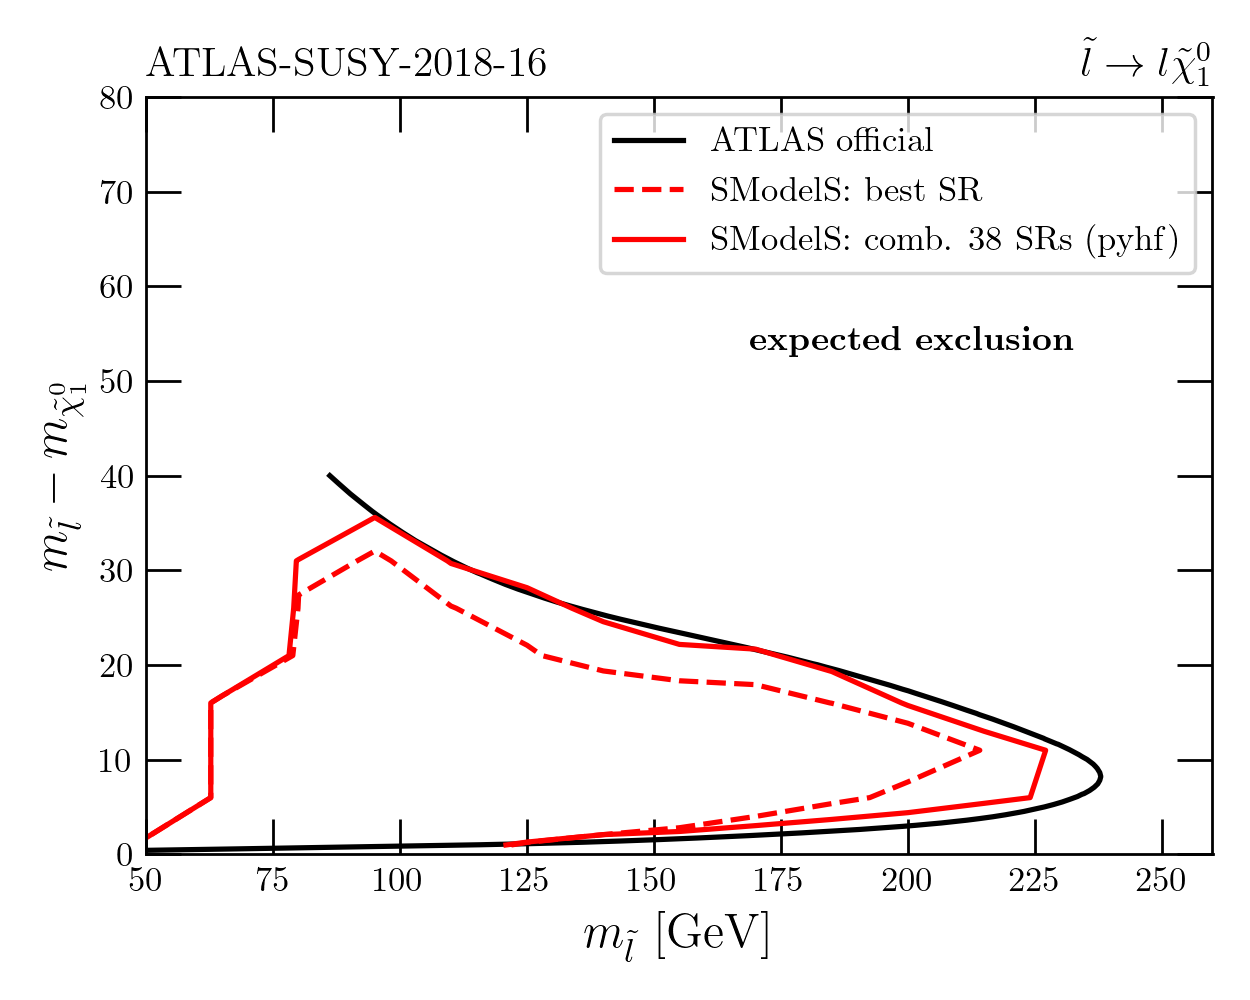 ATLAS-SUSY-2018-16
l̃ → lχ̃₁⁰
80
70
60
50
40
30
20
10
0
ATLAS official
SModelS: best SR
SModelS: comb. 38 SRs (pyhf)
expected exclusion
m_l̃ − m_χ̃₁⁰
50 75 100 125 150 175 200 225 250
m_l̃ [GeV]